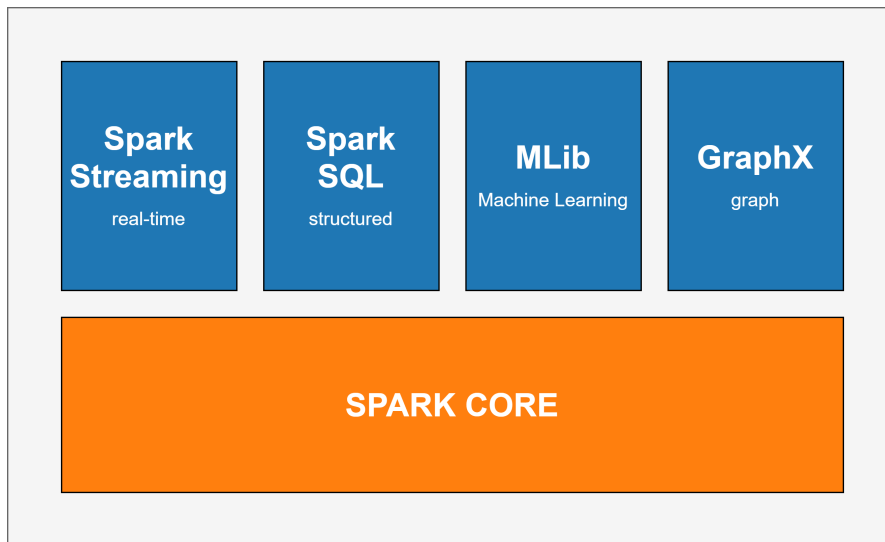 Spark
Streaming
real-time
Spark
SQL
structured
MLib
Machine Learning
GraphX
graph
SPARK CORE